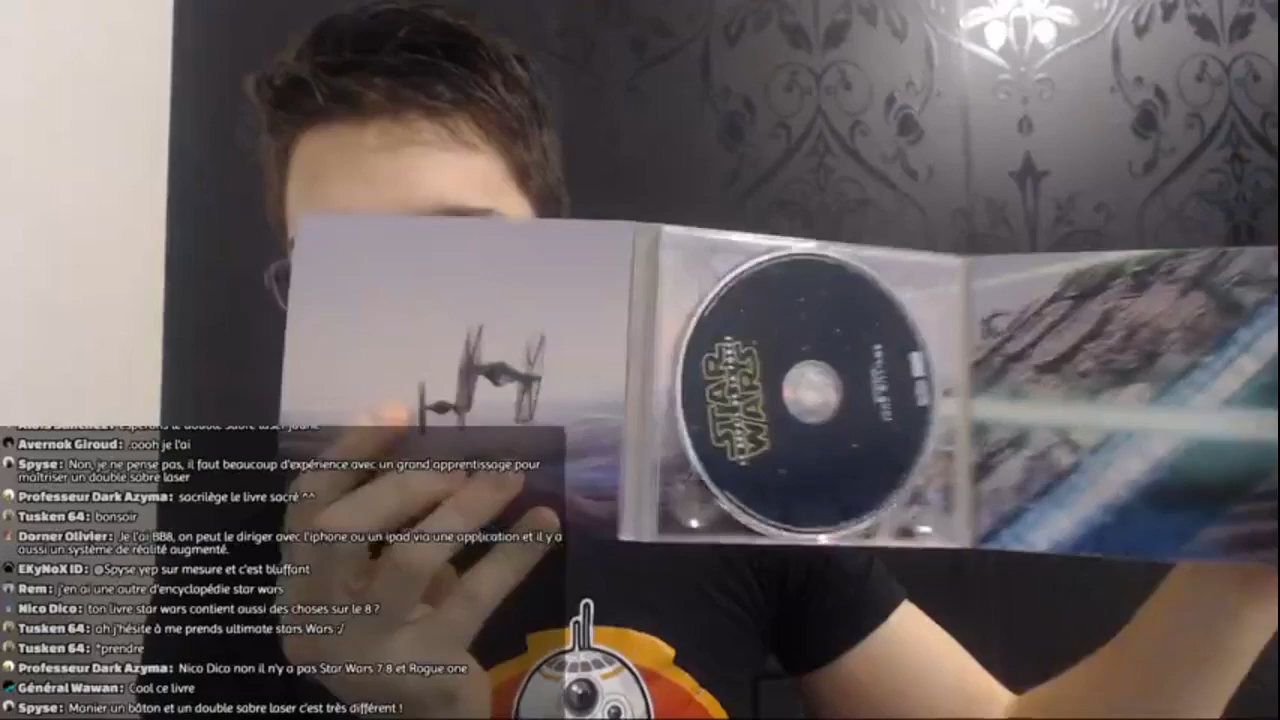 STAR
WARS
Avernok Giroud: .oooh je l'ai
Spyse: Non, je ne pense pas, il faut beaucoup d'expérience avec un grand apprentissage pour
maîtriser un double sabre laser
Professeur Dark Azyma: sacrilège le livre sacré ^^
Tusken 64: bonsoir
Dorner Olivier: Je l'ai BB8, on peut le diriger avec l'iphone ou un ipad via une application et il y a
aussi un système de réalité augmenté.
EKyNoX ID: @Spyse yep sur mesure et c'est bluffant
Rem: j'en ai une autre d'encyclopédie star wars
Nico Dico: ton livre star wars contient aussi des choses sur le 8 ?
Tusken 64: ah j'hésite à me prends ultimate stars Wars :/
Tusken 64: *prendre
Professeur Dark Azyma: Nico Dico non il n'y a pas Star Wars 7 8 et Rogue one
Général Wawan: Cool ce livre
Spyse: Manier un bâton et un double sabre laser c'est très différent !